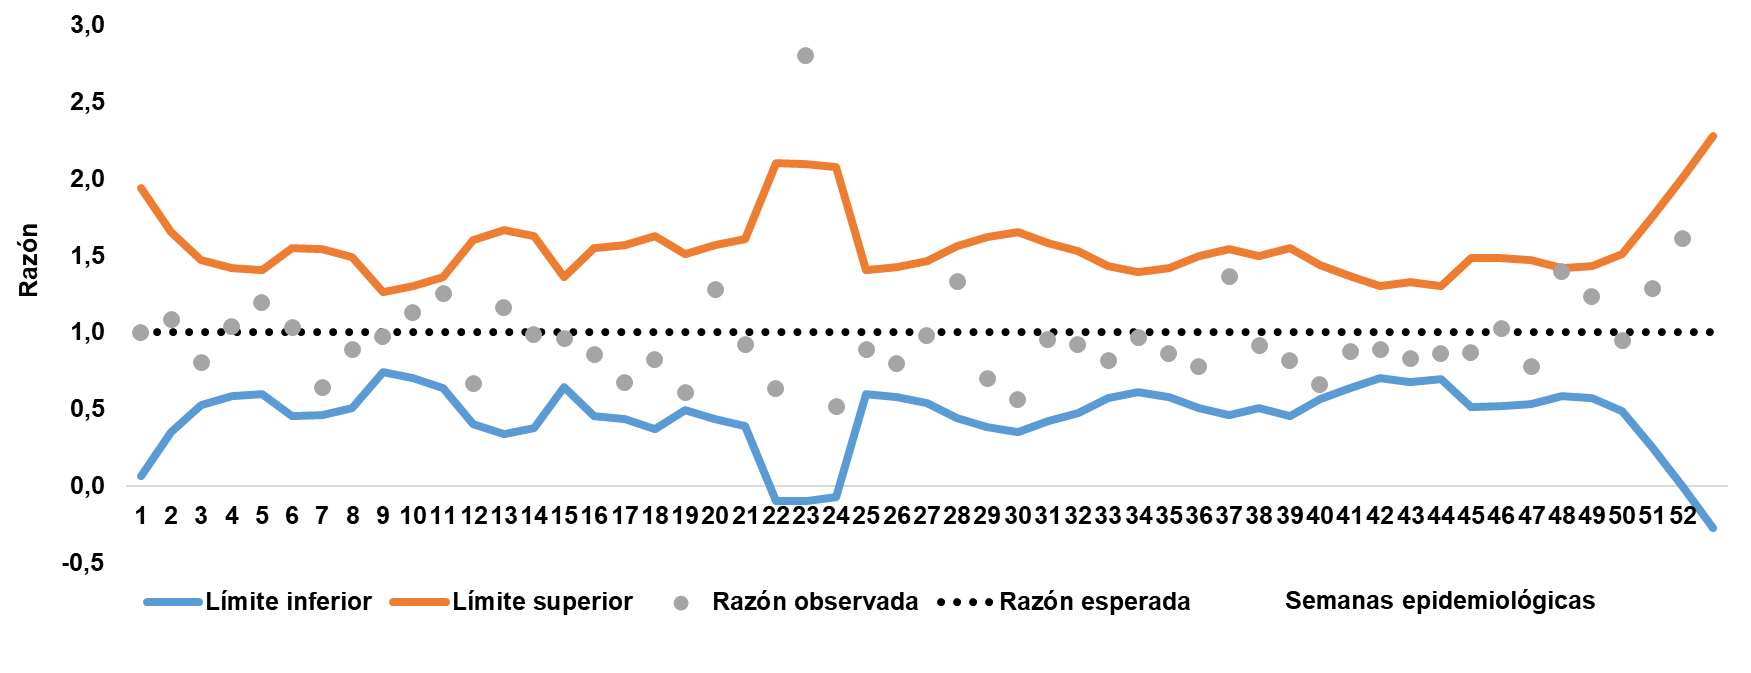 3,0
2,5
2,0
1,5
1,0
0,5
0,0
-0,5
Razón
1 2 3 4 5 6 7 8 9 10 11 12 13 14 15 16 17 18 19 20 21 22 23 24 25 26 27 28 29 30 31 32 33 34 35 36 37 38 39 40 41 42 43 44 45 46 47 48 49 50 51 52
Límite inferior Límite superior Razón observada Razón esperada Semanas epidemiológicas